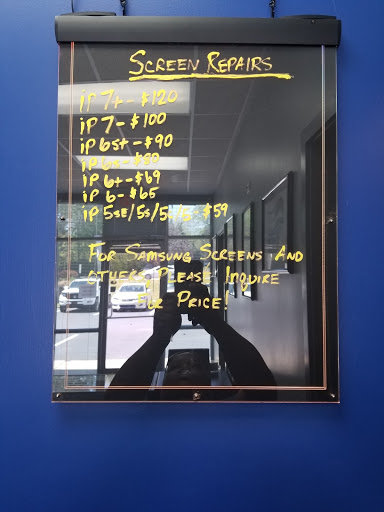 SCREEN REPAIRS
iP 7+ - $120
iP 7 - $100
iP 6s+ - $90
iP 6s - $80
iP 6+ - $69
iP 6 - $65
iP 5SE/5s/5c/5 $59
FOR SAMSUNG SCREENS AND
OTHERS PLEASE INQUIRE
FOR PRICE!